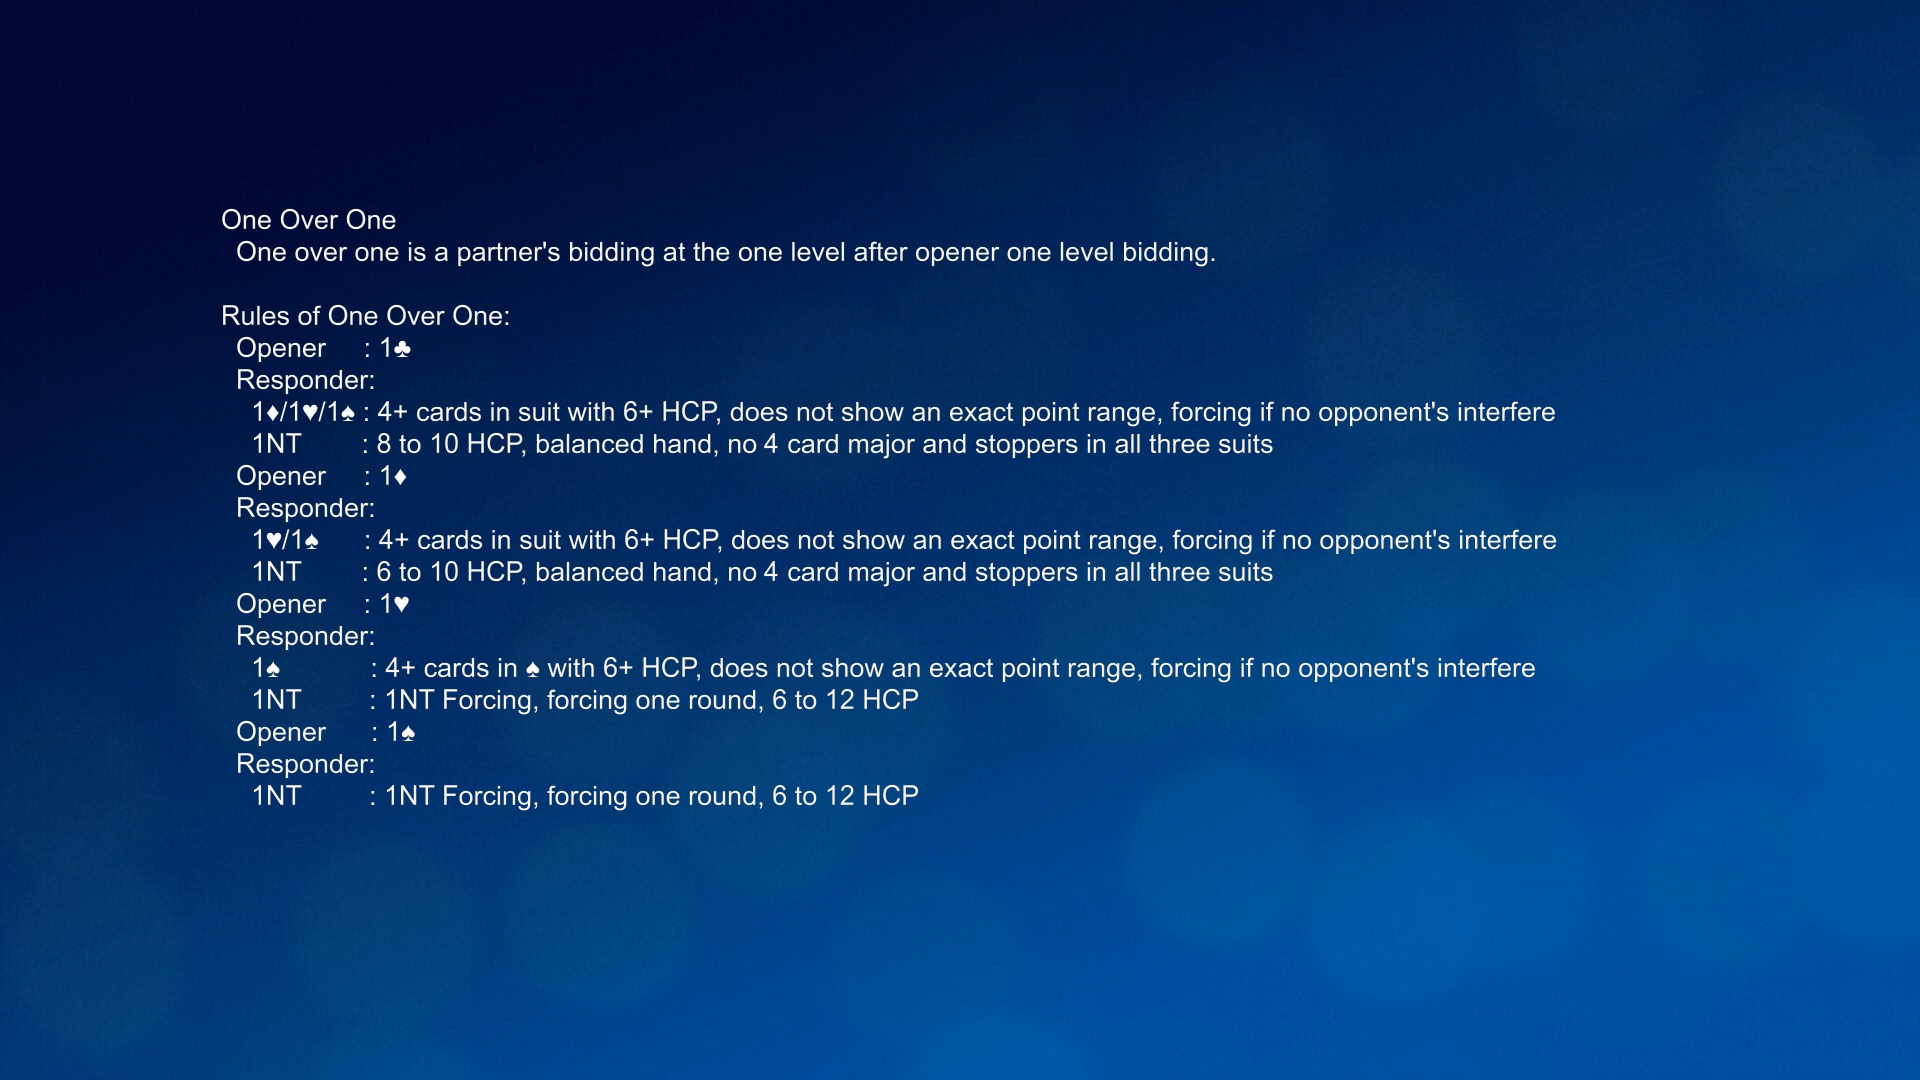 One Over One
One over one is a partner's bidding at the one level after opener one level bidding.
Rules of One Over One:
Opener : 1♣
Responder:
1♦/1♥/1♠ : 4+ cards in suit with 6+ HCP, does not show an exact point range, forcing if no opponent's interfere
1NT : 8 to 10 HCP, balanced hand, no 4 card major and stoppers in all three suits
Opener : 1♦
Responder:
1♥/1♠ : 4+ cards in suit with 6+ HCP, does not show an exact point range, forcing if no opponent's interfere
1NT : 6 to 10 HCP, balanced hand, no 4 card major and stoppers in all three suits
Opener : 1♥
Responder:
1♠ : 4+ cards in ♠ with 6+ HCP, does not show an exact point range, forcing if no opponent's interfere
1NT : 1NT Forcing, forcing one round, 6 to 12 HCP
Opener : 1♠
Responder:
1NT : 1NT Forcing, forcing one round, 6 to 12 HCP